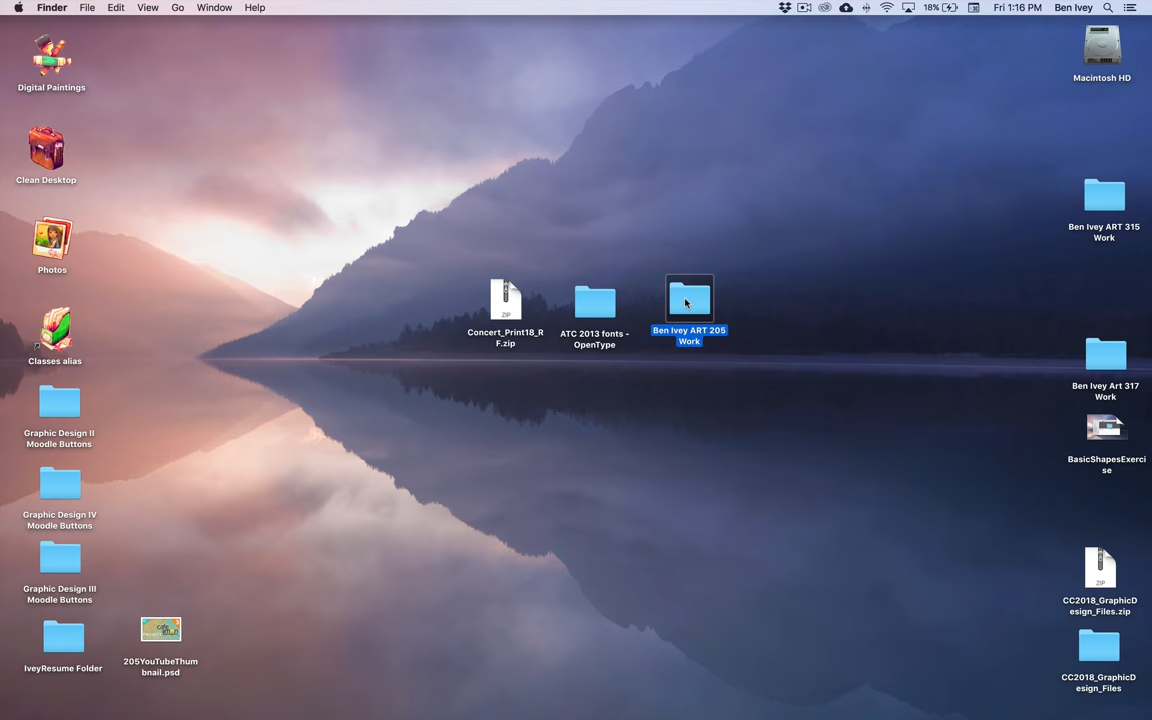 Finder File Edit View Go Window Help
18% Fri 1:16 PM Ben Ivey
Digital Paintings
Clean Desktop
Photos
Classes alias
Graphic Design II
Moodle Buttons
Graphic Design IV
Moodle Buttons
Graphic Design III
Moodle Buttons
IveyResume Folder
205YouTubeThum
bnail.psd
ZIP
Concert_Print18_R
F.zip
ATC 2013 fonts -
OpenType
Ben Ivey ART 205
Work
Macintosh HD
Ben Ivey ART 315
Work
Ben Ivey Art 317
Work
BasicShapesExerci
se
ZIP
CC2018_GraphicD
esign_Files.zip
CC2018_GraphicD
esign_Files